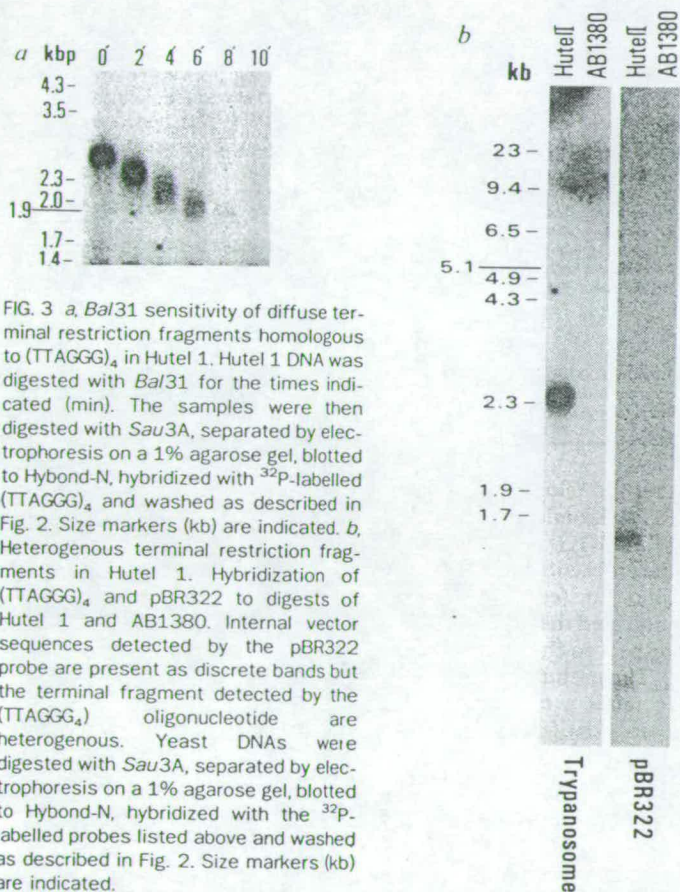 a kbp 0' 2' 4' 6' 8' 10'
4.3–
3.5–
2.3–
2.0–
1.9
1.7–
1.4–
FIG. 3 a, Bal31 sensitivity of diffuse ter-
minal restriction fragments homologous
to (TTAGGG)₄ in Hutel 1. Hutel 1 DNA was
digested with Bal31 for the times indi-
cated (min). The samples were then
digested with Sau3A, separated by elec-
trophoresis on a 1% agarose gel, blotted
to Hybond-N, hybridized with ³²P-labelled
(TTAGGG)₄ and washed as described in
Fig. 2. Size markers (kb) are indicated. b,
Heterogenous terminal restriction frag-
ments in Hutel 1. Hybridization of
(TTAGGG)₄ and pBR322 to digests of
Hutel 1 and AB1380. Internal vector
sequences detected by the pBR322
probe are present as discrete bands but
the terminal fragment detected by the
(TTAGGG₄) oligonucleotide are
heterogenous. Yeast DNAs were
digested with Sau3A, separated by elec-
trophoresis on a 1% agarose gel, blotted
to Hybond-N, hybridized with the ³²P-
labelled probes listed above and washed
as described in Fig. 2. Size markers (kb)
are indicated.
b
kb
HuteII
AB1380
HuteII
AB1380
23 –
9.4 –
6.5 –
5.1
4.9 –
4.3 –
2.3 –
1.9 –
1.7 –
Trypanosoma
pBR322